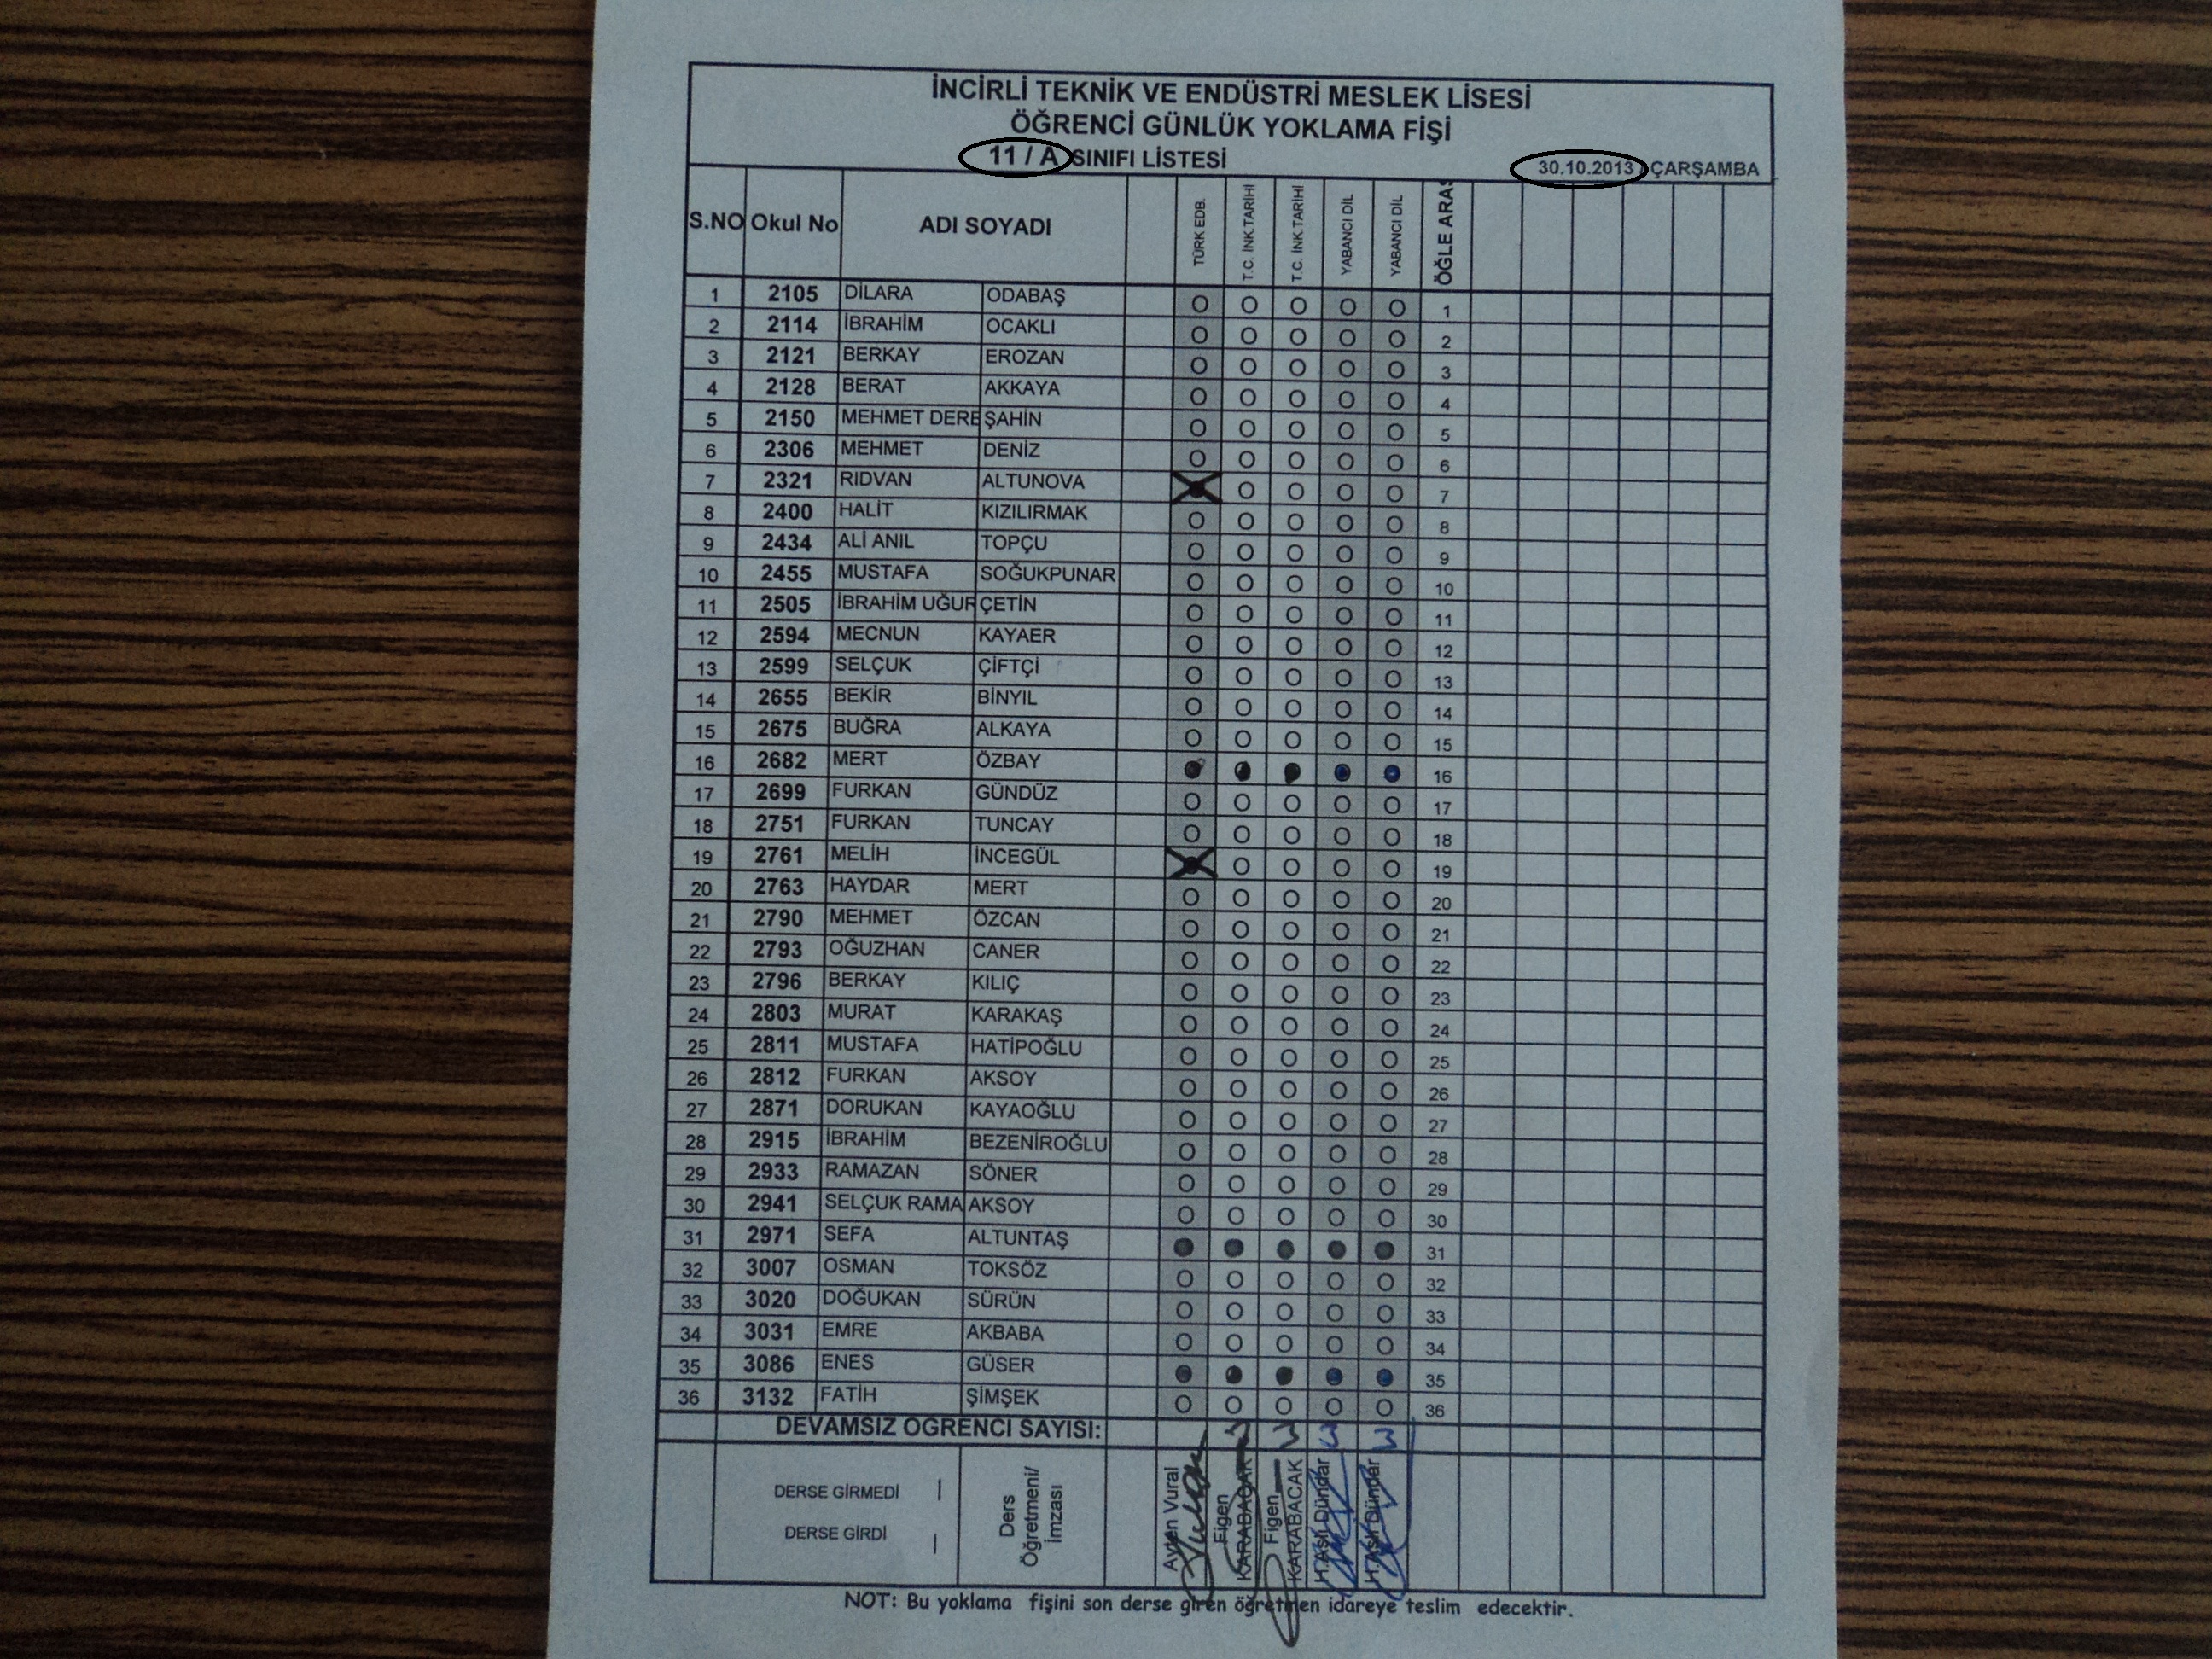 İNCİRLİ TEKNİK VE ENDÜSTRİ MESLEK LİSESİ
ÖĞRENCİ GÜNLÜK YOKLAMA FİŞİ
11 / A SINIFI LİSTESİ 30.10.2013 / ÇARŞAMBA
S.NO Okul No ADI SOYADI TÜRK EDB. T.C. İNK.TARİHİ T.C. İNK.TARİHİ YABANCI DİL YABANCI DİL ÖĞLE ARAS
1 2105 DİLARA ODABAŞ 1
2 2114 İBRAHİM OCAKLI 2
3 2121 BERKAY EROZAN 3
4 2128 BERAT AKKAYA 4
5 2150 MEHMET DERE ŞAHİN 5
6 2306 MEHMET DENİZ 6
7 2321 RIDVAN ALTUNOVA 7
8 2400 HALİT KIZILIRMAK 8
9 2434 ALİ ANIL TOPÇU 9
10 2455 MUSTAFA SOĞUKPUNAR 10
11 2505 İBRAHİM UĞUR ÇETİN 11
12 2594 MECNUN KAYAER 12
13 2599 SELÇUK ÇİFTÇİ 13
14 2655 BEKİR BİNYIL 14
15 2675 BUĞRA ALKAYA 15
16 2682 MERT ÖZBAY 16
17 2699 FURKAN GÜNDÜZ 17
18 2751 FURKAN TUNCAY 18
19 2761 MELİH İNCEGÜL 19
20 2763 HAYDAR MERT 20
21 2790 MEHMET ÖZCAN 21
22 2793 OĞUZHAN CANER 22
23 2796 BERKAY KILIÇ 23
24 2803 MURAT KARAKAŞ 24
25 2811 MUSTAFA HATİPOĞLU 25
26 2812 FURKAN AKSOY 26
27 2871 DORUKAN KAYAOĞLU 27
28 2915 İBRAHİM BEZENİROĞLU 28
29 2933 RAMAZAN SÖNER 29
30 2941 SELÇUK RAMA AKSOY 30
31 2971 SEFA ALTUNTAŞ 31
32 3007 OSMAN TOKSÖZ 32
33 3020 DOĞUKAN SÜRÜN 33
34 3031 EMRE AKBABA 34
35 3086 ENES GÜSER 35
36 3132 FATİH ŞİMŞEK 36
DEVAMSIZ ÖĞRENCİ SAYISI: 3 3 3 3
DERSE GİRMEDİ
DERSE GİRDİ
Ders
Öğretmeni/
İmzası
Ayten Vural
Figen
KARABACAK
Figen
KARABACAK
H.Aslı Dündar
H.Aslı Dündar
NOT: Bu yoklama fişini son derse giren öğretmen idareye teslim edecektir.